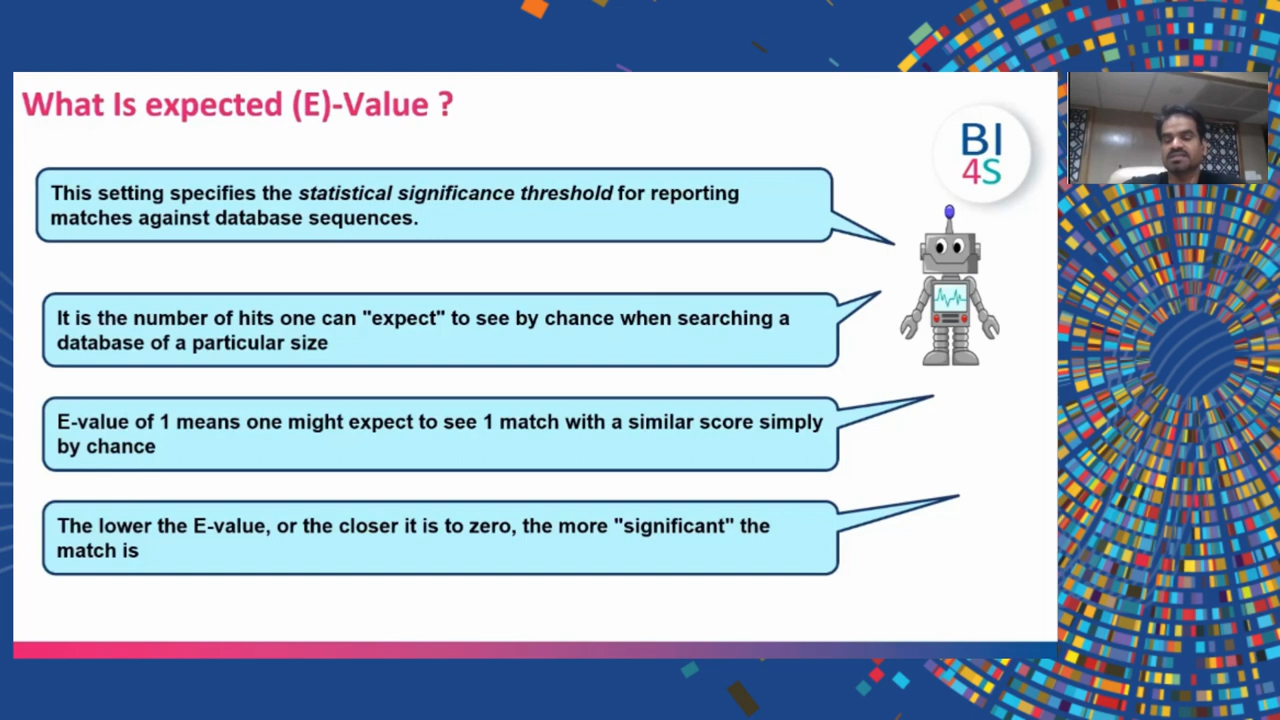 What Is expected (E)-Value ?
BI
4S
This setting specifies the statistical significance threshold for reporting
matches against database sequences.
It is the number of hits one can "expect" to see by chance when searching a
database of a particular size
E-value of 1 means one might expect to see 1 match with a similar score simply
by chance
The lower the E-value, or the closer it is to zero, the more "significant" the
match is